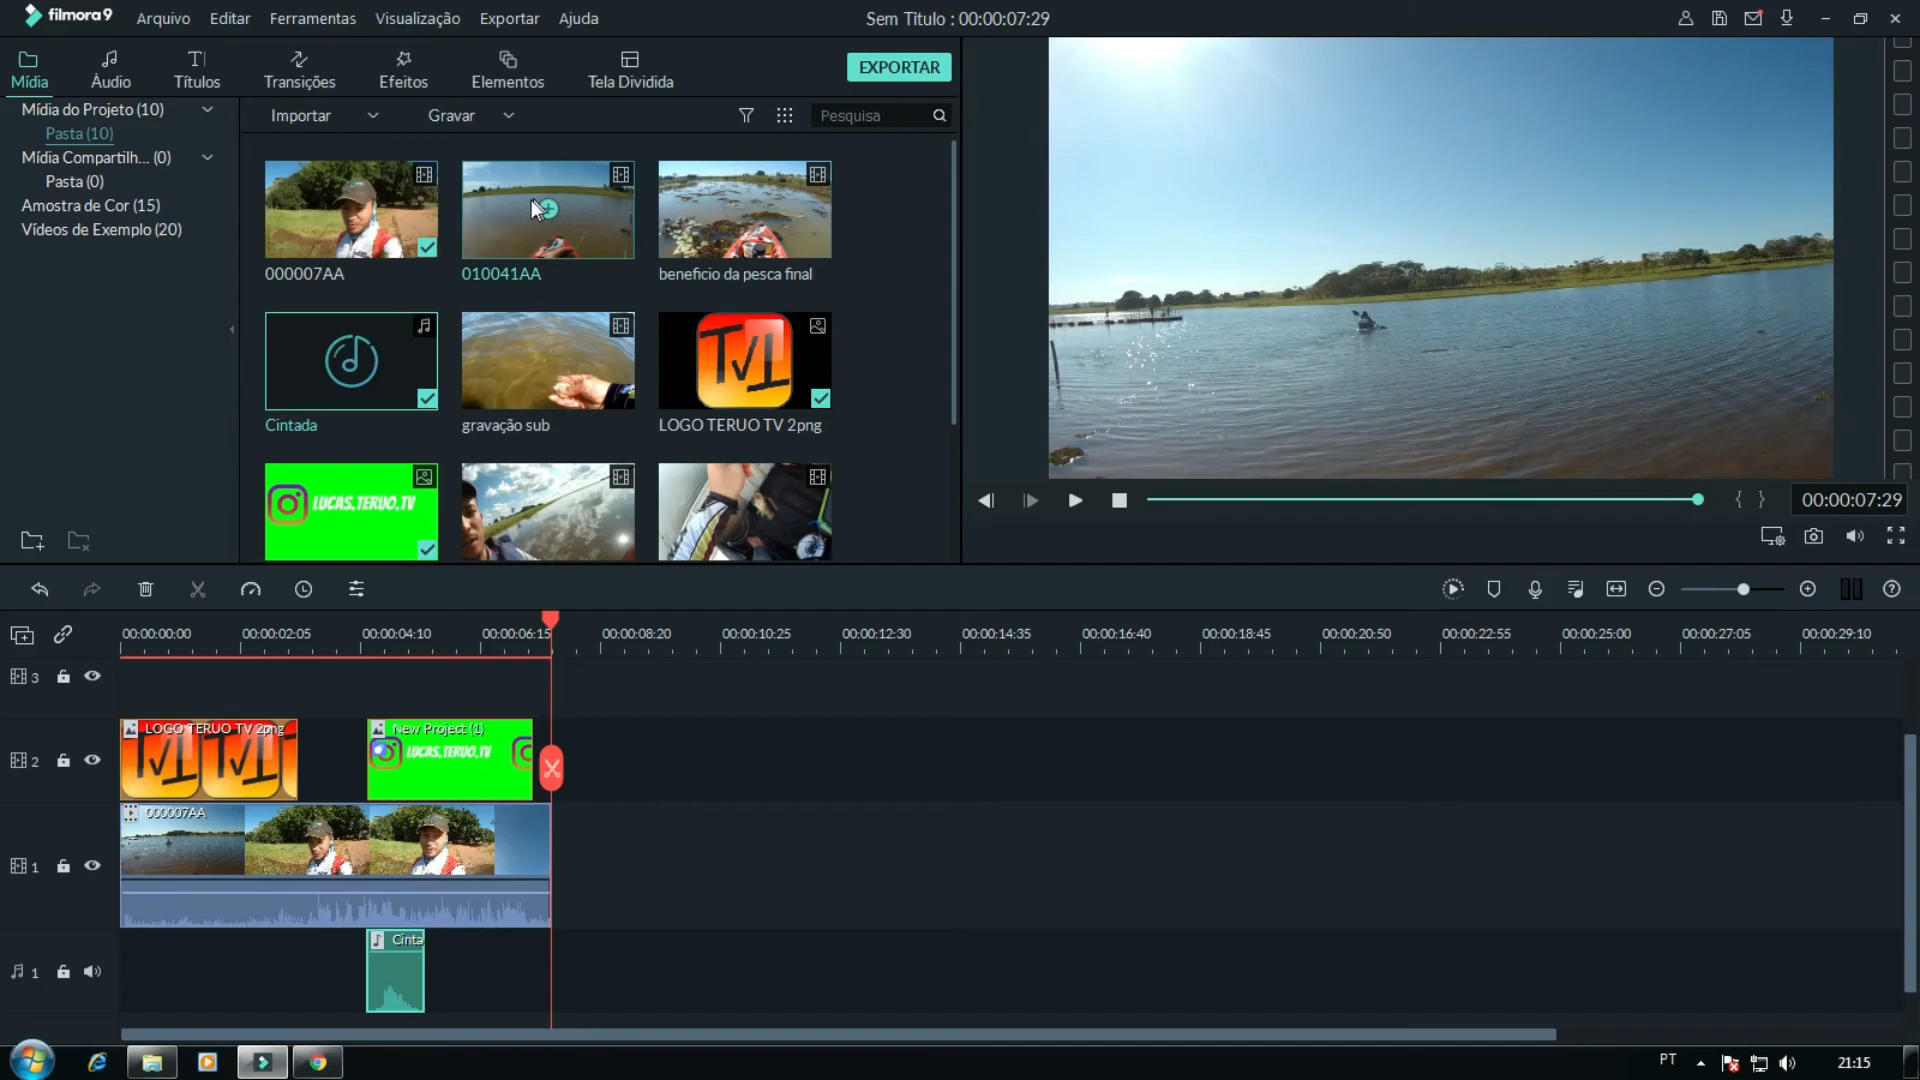 filmora9
Arquivo Editar Ferramentas Visualização Exportar Ajuda
Sem Titulo : 00:00:07:29
Mídia Áudio Títulos Transições Efeitos Elementos Tela Dividida
EXPORTAR
Mídia do Projeto (10)
Pasta (10)
Mídia Compartilh... (0)
Pasta (0)
Amostra de Cor (15)
Vídeos de Exemplo (20)
Importar Gravar Pesquisa
000007AA 010041AA beneficio da pesca final
TVT
Cintada gravação sub LOGO TERUO TV 2png
LUCAS.TERUO.TV
00:00:07:29
00:00:00:00 00:00:02:05 00:00:04:10 00:00:06:15 00:00:08:20 00:00:10:25 00:00:12:30 00:00:14:35 00:00:16:40 00:00:18:45 00:00:20:50 00:00:22:55 00:00:25:00 00:00:27:05 00:00:29:10
3
LOGO TERUO TV 2png New Project (1)
2
LUCAS.TERUO.TV
000007AA
1
Cinta
1
PT 21:15